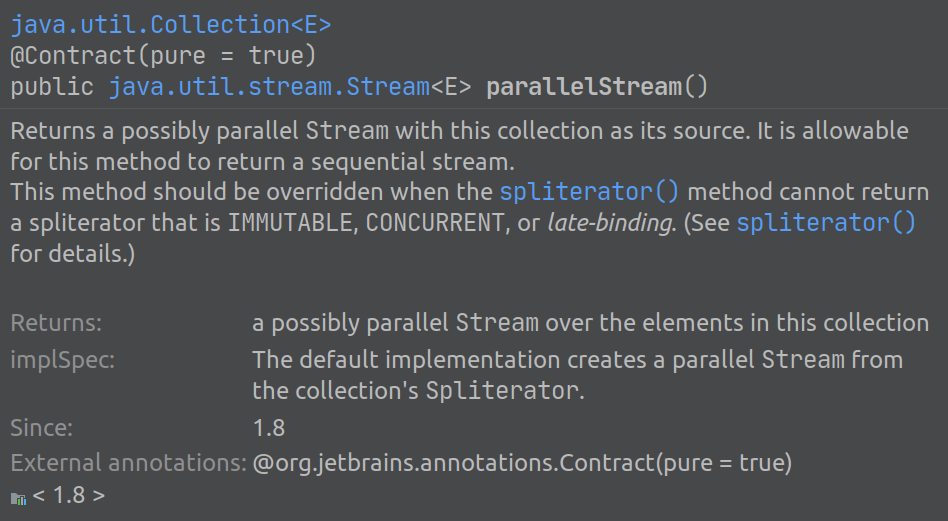 java.util.Collection<E>
@Contract(pure = true)
public java.util.stream.Stream<E> parallelStream()
Returns a possibly parallel Stream with this collection as its source. It is allowable
for this method to return a sequential stream.
This method should be overridden when the spliterator() method cannot return
a spliterator that is IMMUTABLE, CONCURRENT, or late-binding. (See spliterator()
for details.)
Returns: a possibly parallel Stream over the elements in this collection
implSpec: The default implementation creates a parallel Stream from
the collection's Spliterator.
Since: 1.8
External annotations: @org.jetbrains.annotations.Contract(pure = true)
< 1.8 >